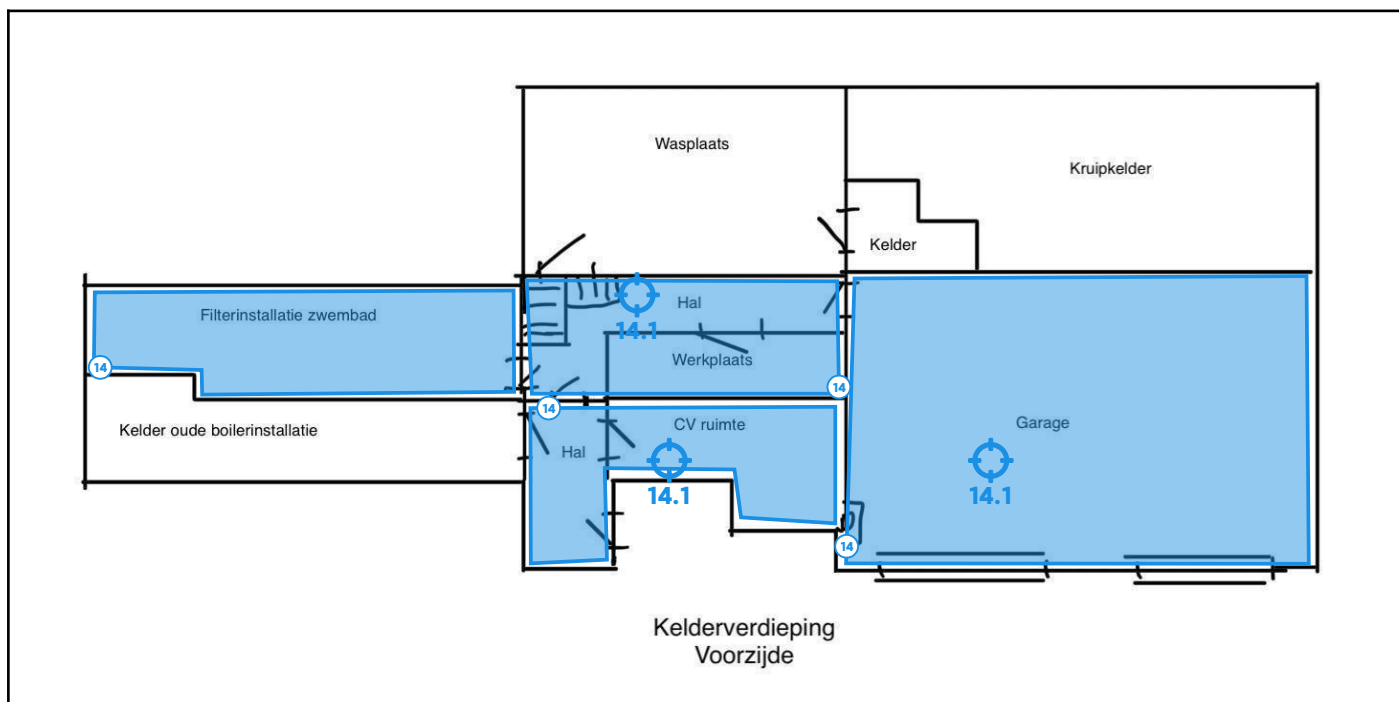 Wasplaats
Kruipkelder
Kelder
Filterinstallatie zwembad
Hal
14.1
Werkplaats
14
14
14
Kelder oude boilerinstallatie
Hal
CV ruimte
Garage
14.1
14.1
14
Kelderverdieping
Voorzijde